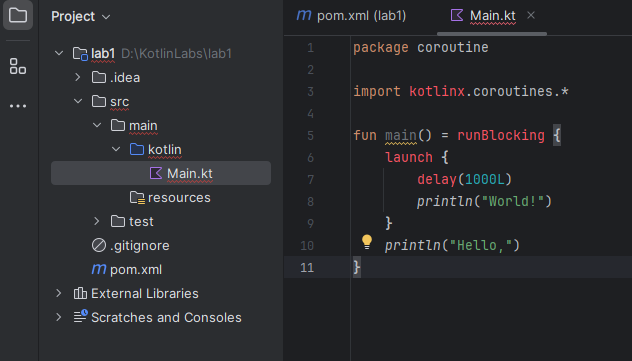 Project
lab1 D:\KotlinLabs\lab1
.idea
src
main
kotlin
Main.kt
resources
test
.gitignore
pom.xml
External Libraries
Scratches and Consoles
pom.xml (lab1)
Main.kt
1 package coroutine
2
3 import kotlinx.coroutines.*
4
5 fun main() = runBlocking {
6 launch {
7 delay(1000L)
8 println("World!")
9 }
10 println("Hello,")
11 }